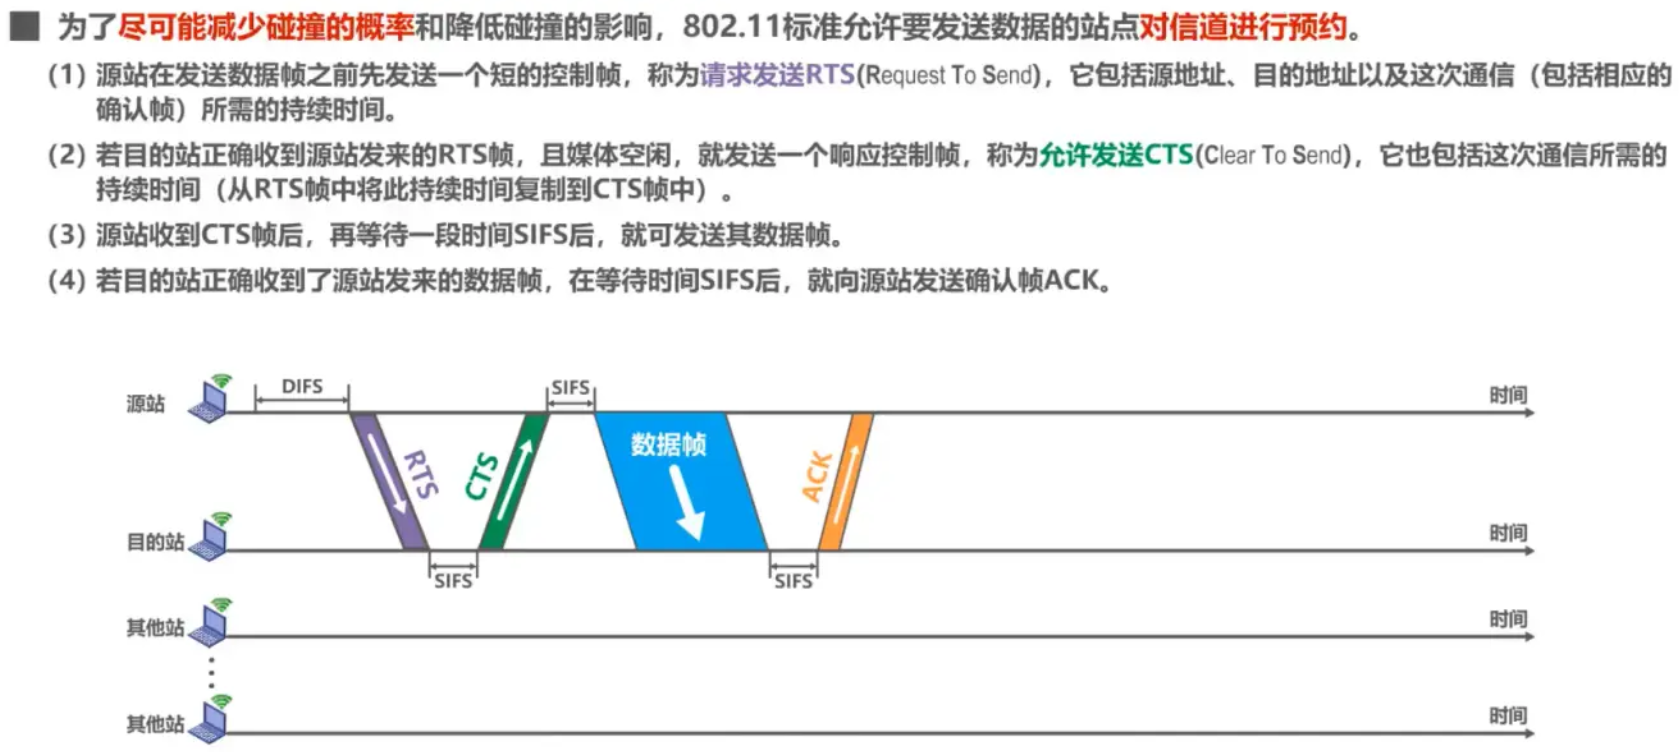 为了尽可能减少碰撞的概率和降低碰撞的影响，802.11标准允许要发送数据的站点对信道进行预约。
(1) 源站在发送数据帧之前先发送一个短的控制帧，称为请求发送RTS(Request To Send)，它包括源地址、目的地址以及这次通信（包括相应的
确认帧）所需的持续时间。
(2) 若目的站正确收到源站发来的RTS帧，且媒体空闲，就发送一个响应控制帧，称为允许发送CTS(Clear To Send)，它也包括这次通信所需的
持续时间（从RTS帧中将此持续时间复制到CTS帧中）。
(3) 源站收到CTS帧后，再等待一段时间SIFS后，就可发送其数据帧。
(4) 若目的站正确收到了源站发来的数据帧，在等待时间SIFS后，就向源站发送确认帧ACK。
DIFS
SIFS
源站
时间
RTS
CTS
数据帧
ACK
目的站
时间
SIFS
SIFS
其他站
时间
其他站
时间